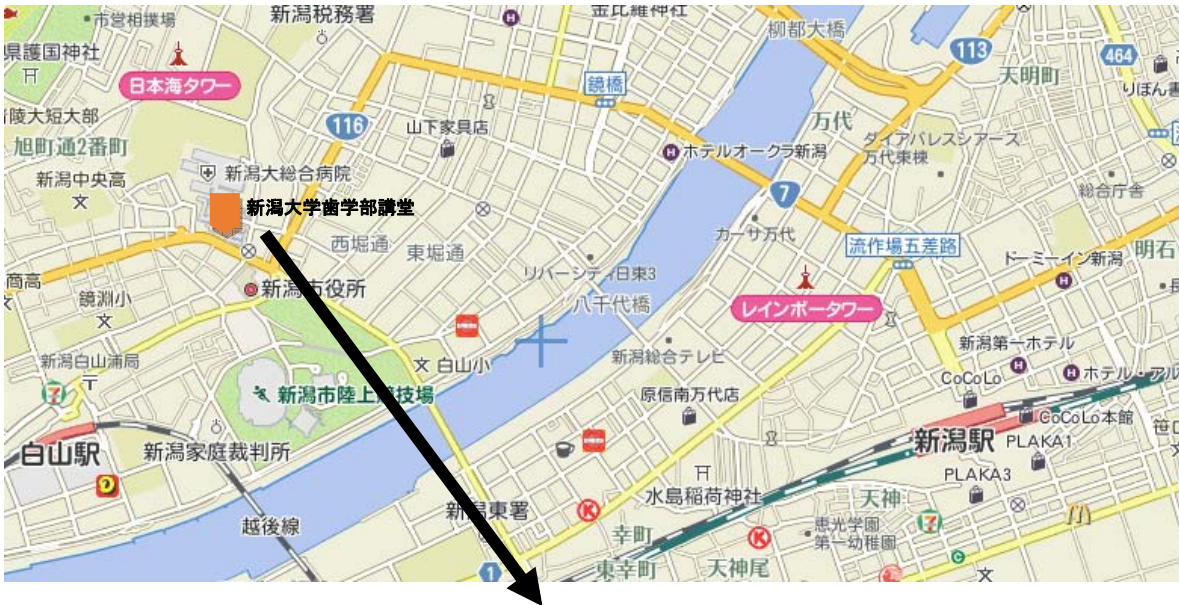 市営相撲場
新潟税務署
金比羅神社
柳都大橋
県護国神社
113
464
天明町
日本海タワー
鏡橋
りほん書
青陵大短大部
116
山下家具店
万代
旭町通2番町
ダイアパレスシアース
万代東棟
ホテルオークラ新潟
新潟大総合病院
新潟中央高
7
総合庁舎
新潟大学歯学部講堂
カーサ万代
西堀通
東堀通
流作場五差路
明石
ドーミーイン新潟
リバーシティ日東3
商高
新潟市役所
鏡淵小
八千代橋
レインボータワー
新潟第一ホテル
新潟白山浦局
白山小
新潟総合テレビ
CoCoLo
ホテル・アル
新潟市陸上競技場
原信南万代店
CoCoLo本館
笹口
新潟駅
PLAKA1
白山駅
新潟家庭裁判所
PLAKA3
水島稲荷神社
天神
新潟東署
越後線
幸町
恵光学園
第一幼稚園
1
東幸町
天神尾